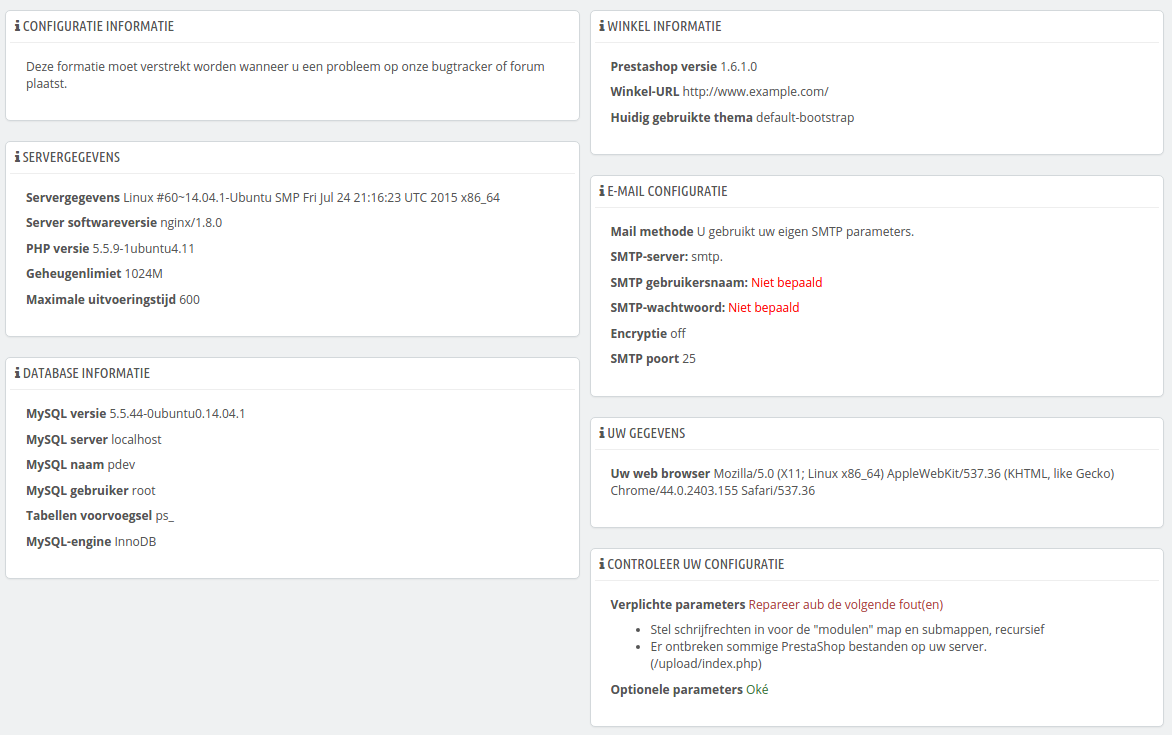 CONFIGURATIE INFORMATIE
Deze formatie moet verstrekt worden wanneer u een probleem op onze bugtracker of forum
plaatst.
SERVERGEGEVENS
Servergegevens Linux #60~14.04.1-Ubuntu SMP Fri Jul 24 21:16:23 UTC 2015 x86_64
Server softwareversie nginx/1.8.0
PHP versie 5.5.9-1ubuntu4.11
Geheugenlimiet 1024M
Maximale uitvoeringstijd 600
DATABASE INFORMATIE
MySQL versie 5.5.44-0ubuntu0.14.04.1
MySQL server localhost
MySQL naam pdev
MySQL gebruiker root
Tabellen voorvoegsel ps_
MySQL-engine InnoDB
WINKEL INFORMATIE
Prestashop versie 1.6.1.0
Winkel-URL http://www.example.com/
Huidig gebruikte thema default-bootstrap
E-MAIL CONFIGURATIE
Mail methode U gebruikt uw eigen SMTP parameters.
SMTP-server: smtp.
SMTP gebruikersnaam: Niet bepaald
SMTP-wachtwoord: Niet bepaald
Encryptie off
SMTP poort 25
UW GEGEVENS
Uw web browser Mozilla/5.0 (X11; Linux x86_64) AppleWebKit/537.36 (KHTML, like Gecko)
Chrome/44.0.2403.155 Safari/537.36
CONTROLEER UW CONFIGURATIE
Verplichte parameters Repareer aub de volgende fout(en)
• Stel schrijfrechten in voor de "modulen" map en submappen, recursief
• Er ontbreken sommige PrestaShop bestanden op uw server.
(/upload/index.php)
Optionele parameters Oké